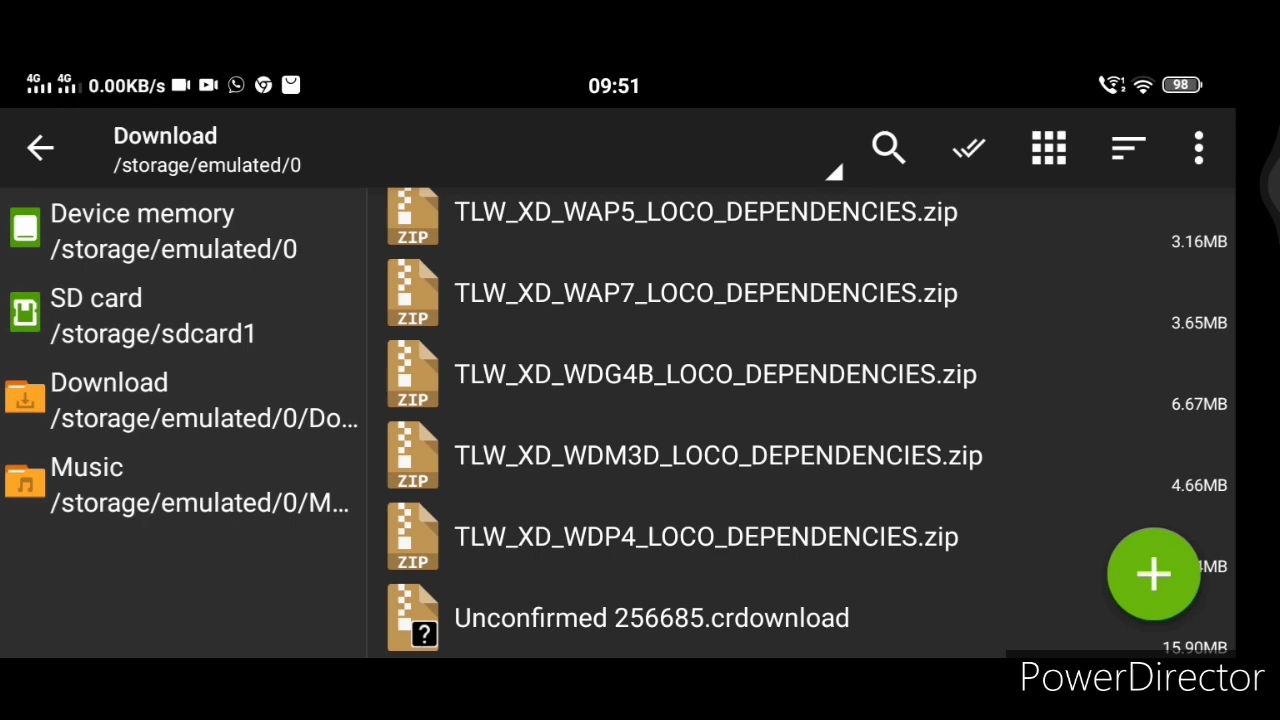 4G 4G 0.00KB/s 09:51 98
Download
/storage/emulated/0
Device memory
/storage/emulated/0
SD card
/storage/sdcard1
Download
/storage/emulated/0/Do...
Music
/storage/emulated/0/M...
ZIP TLW_XD_WAP5_LOCO_DEPENDENCIES.zip
3.16MB
ZIP TLW_XD_WAP7_LOCO_DEPENDENCIES.zip
3.65MB
ZIP TLW_XD_WDG4B_LOCO_DEPENDENCIES.zip
6.67MB
ZIP TLW_XD_WDM3D_LOCO_DEPENDENCIES.zip
4.66MB
ZIP TLW_XD_WDP4_LOCO_DEPENDENCIES.zip
Unconfirmed 256685.crdownload
15.90MB
PowerDirector